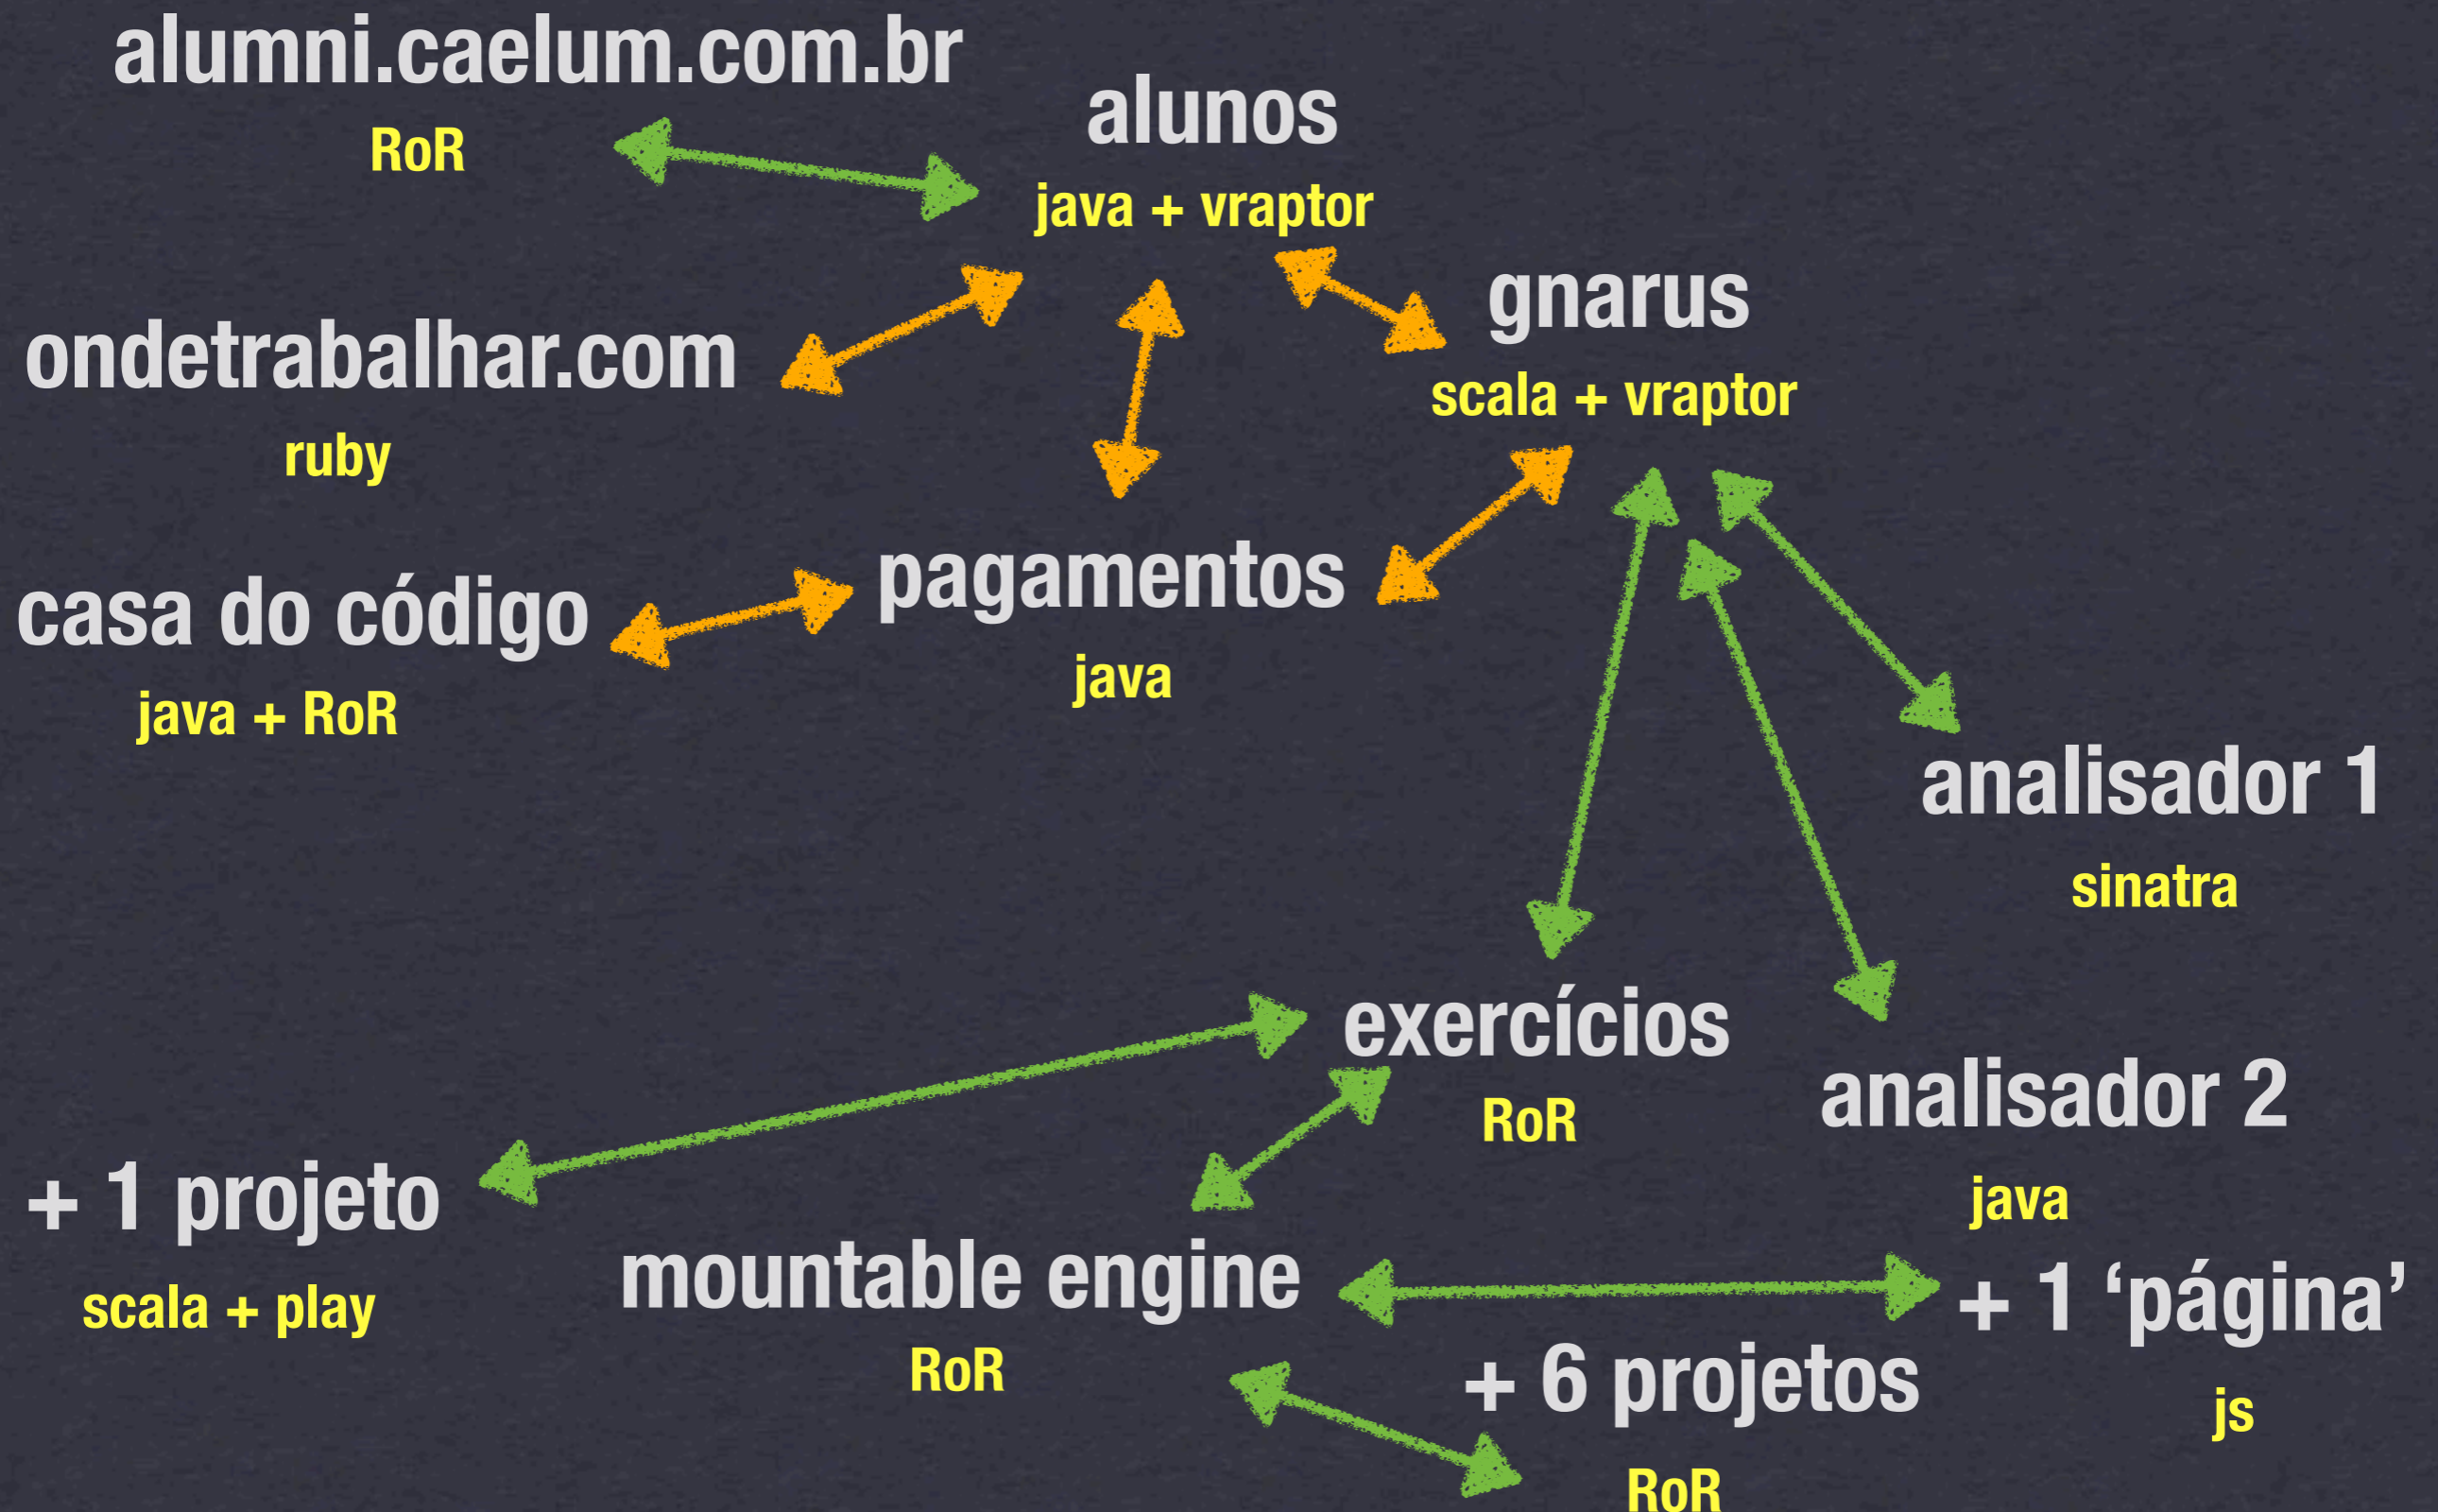 alumni.caelum.com.br
RoR
alunos
java + vraptor
gnarus
scala + vraptor
ondetrabalhar.com
ruby
pagamentos
java
casa do código
java + RoR
analisador 1
sinatra
exercícios
RoR
analisador 2
java
+ 1 projeto
scala + play
mountable engine
RoR
+ 1 ‘página’
js
+ 6 projetos
RoR